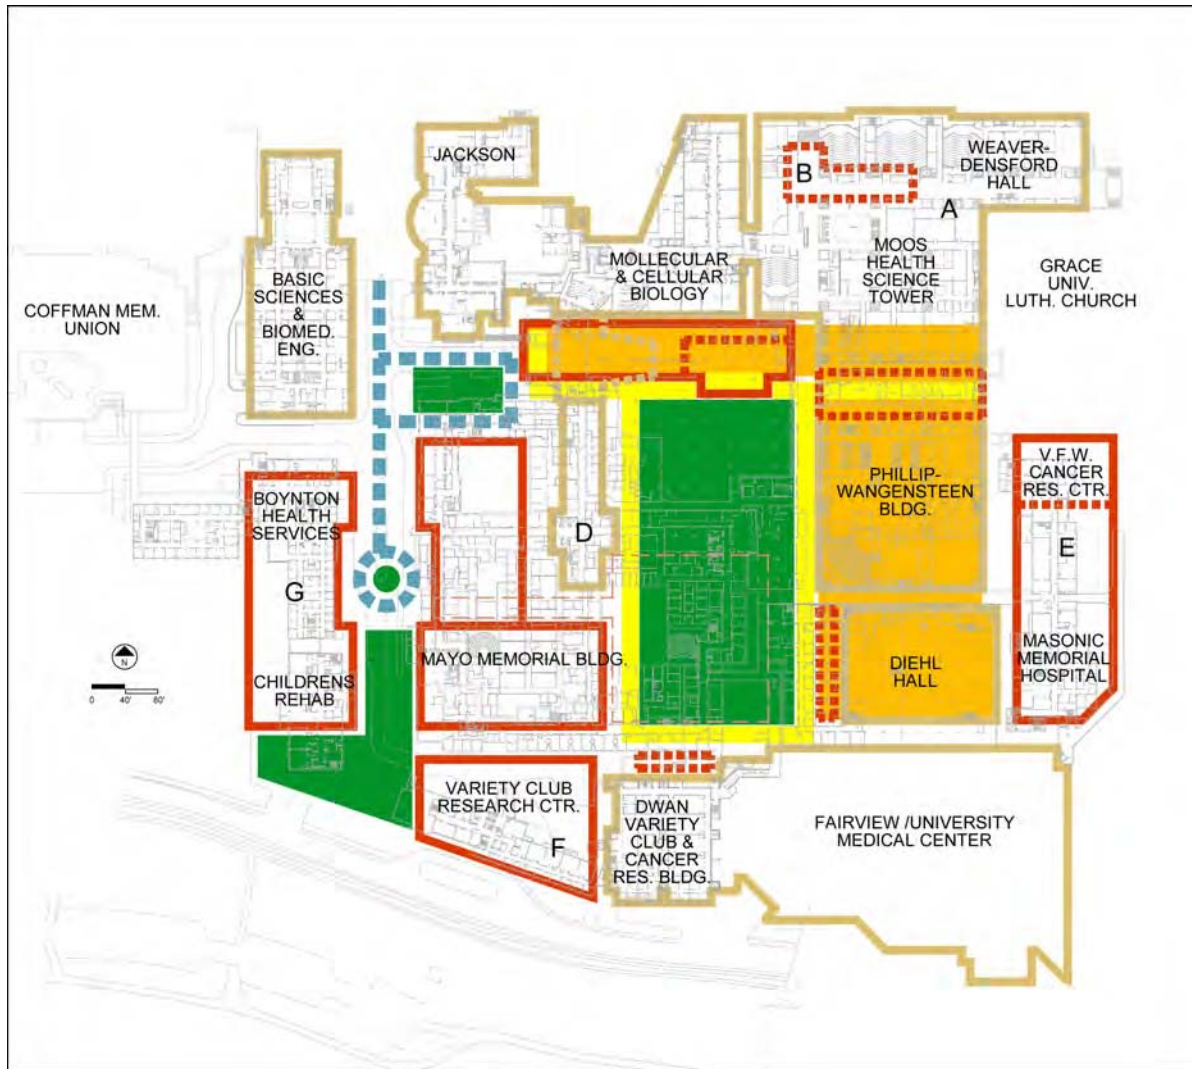 JACKSON
WEAVER-
DENSFORD
HALL
B
A
MOOS
HEALTH
SCIENCE
TOWER
MOLLECULAR
& CELLULAR
BIOLOGY
GRACE
UNIV.
LUTH. CHURCH
BASIC
SCIENCES
&
BIOMED.
ENG.
COFFMAN MEM.
UNION
V.F.W.
CANCER
RES. CTR.
PHILLIP-
WANGENSTEEN
BLDG.
BOYNTON
HEALTH
SERVICES
D
E
G
MAYO MEMORIAL BLDG.
MASONIC
MEMORIAL
HOSPITAL
DIEHL
HALL
CHILDRENS
REHAB
N
0 40' 80'
VARIETY CLUB
RESEARCH CTR.
F
DWAN
VARIETY
CLUB &
CANCER
RES. BLDG.
FAIRVIEW /UNIVERSITY
MEDICAL CENTER